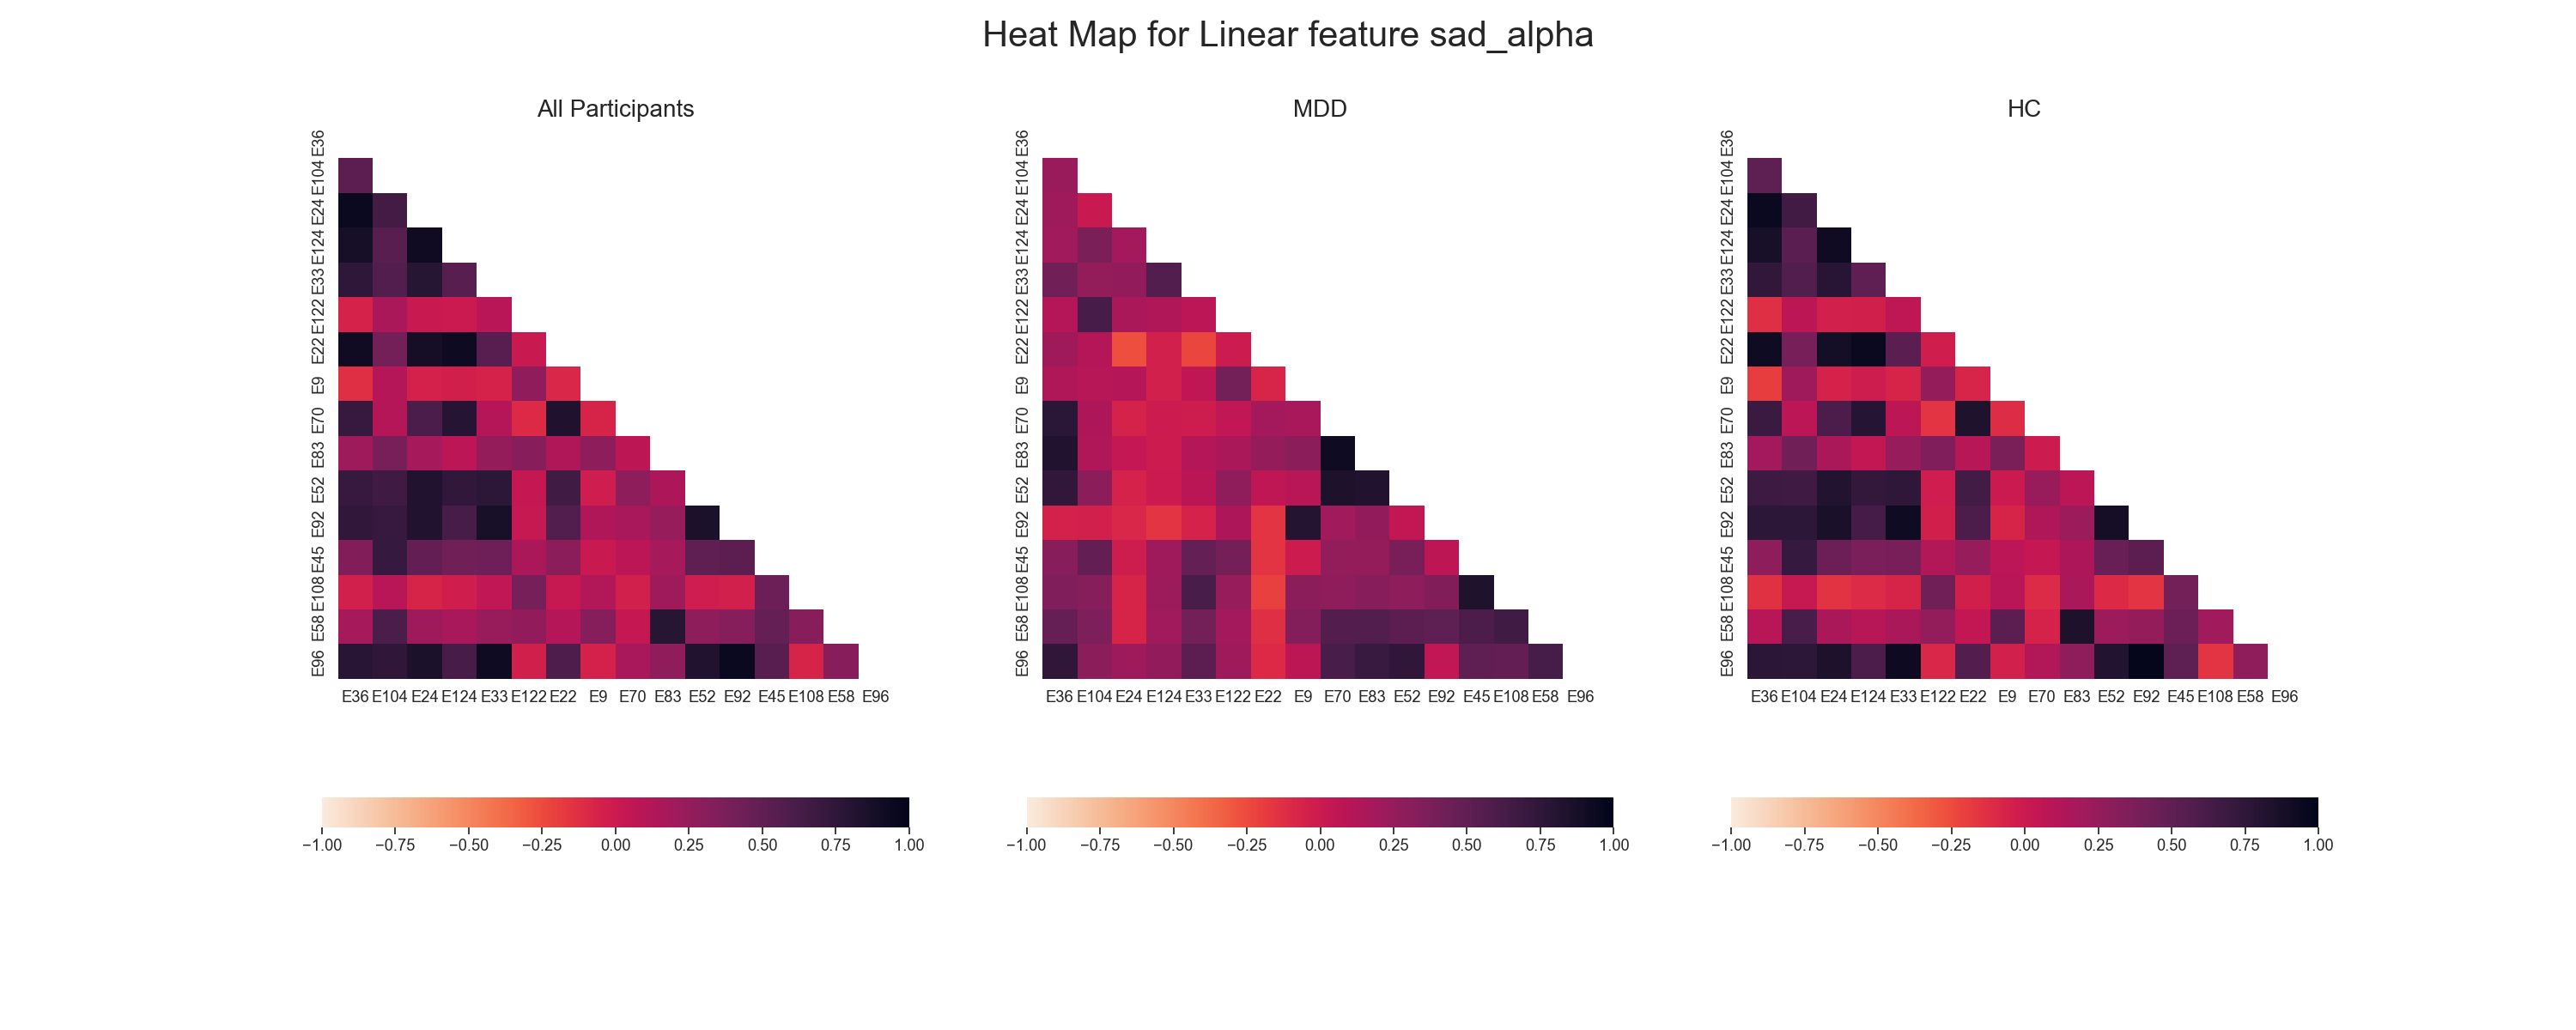 Heat Map for Linear feature sad_alpha
All Participants
E36
E104
E24
E124
E33
E122
E22
E9
E70
E83
E52
E92
E45
E108
E58
E96
E36 E104 E24 E124 E33 E122 E22 E9 E70 E83 E52 E92 E45 E108 E58 E96
−1.00 −0.75 −0.50 −0.25 0.00 0.25 0.50 0.75 1.00
MDD
E36
E104
E24
E124
E33
E122
E22
E9
E70
E83
E52
E92
E45
E108
E58
E96
E36 E104 E24 E124 E33 E122 E22 E9 E70 E83 E52 E92 E45 E108 E58 E96
−1.00 −0.75 −0.50 −0.25 0.00 0.25 0.50 0.75 1.00
HC
E36
E104
E24
E124
E33
E122
E22
E9
E70
E83
E52
E92
E45
E108
E58
E96
E36 E104 E24 E124 E33 E122 E22 E9 E70 E83 E52 E92 E45 E108 E58 E96
−1.00 −0.75 −0.50 −0.25 0.00 0.25 0.50 0.75 1.00